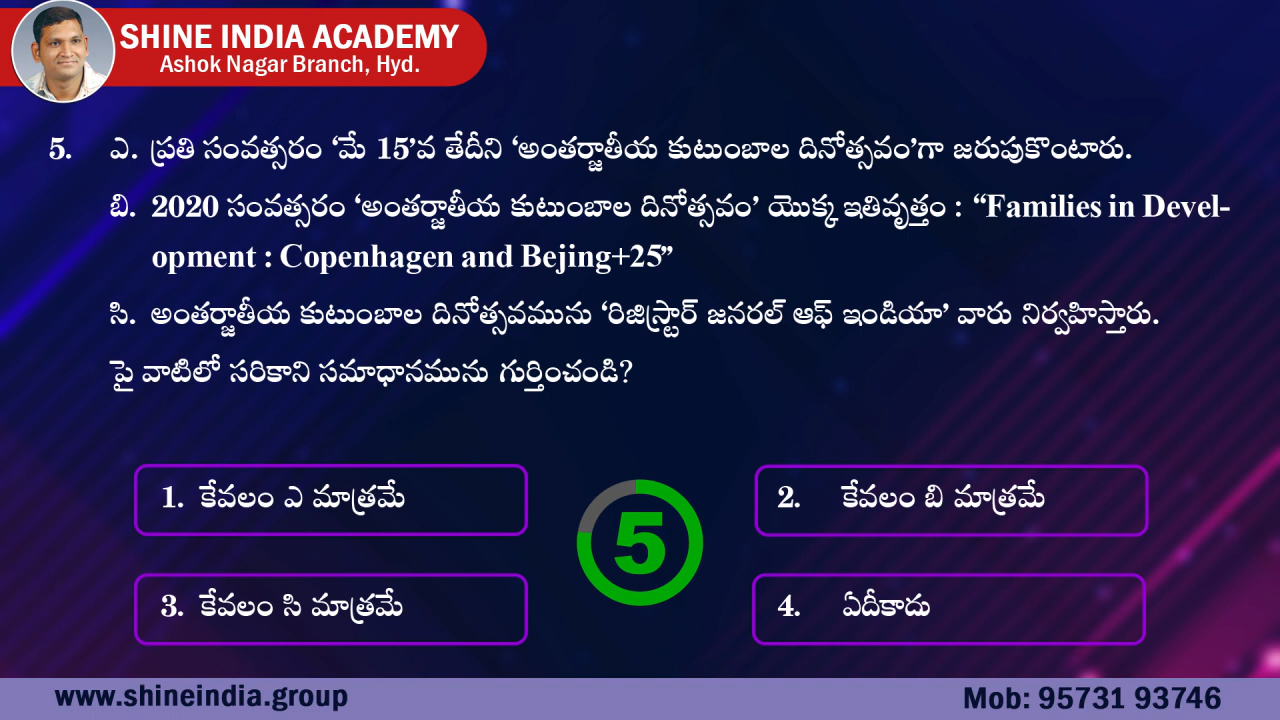 SHINE INDIA ACADEMY
Ashok Nagar Branch, Hyd.
5. ఎ. ప్రతి సంవత్సరం ‘మే 15’వ తేదీని ‘అంతర్జాతీయ కుటుంబాల దినోత్సవం’గా జరుపుకొంటారు.
బి. 2020 సంవత్సరం ‘అంతర్జాతీయ కుటుంబాల దినోత్సవం’ యొక్క ఇతివృత్తం : “Families in Devel-
opment : Copenhagen and Bejing+25”
సి. అంతర్జాతీయ కుటుంబాల దినోత్సవమును ‘రిజిస్ట్రార్ జనరల్ ఆఫ్ ఇండియా’ వారు నిర్వహిస్తారు.
పై వాటిలో సరికాని సమాధానమును గుర్తించండి?
1. కేవలం ఎ మాత్రమే
2. కేవలం బి మాత్రమే
5
3. కేవలం సి మాత్రమే
4. ఏదీకాదు
www.shineindia.group
Mob: 95731 93746